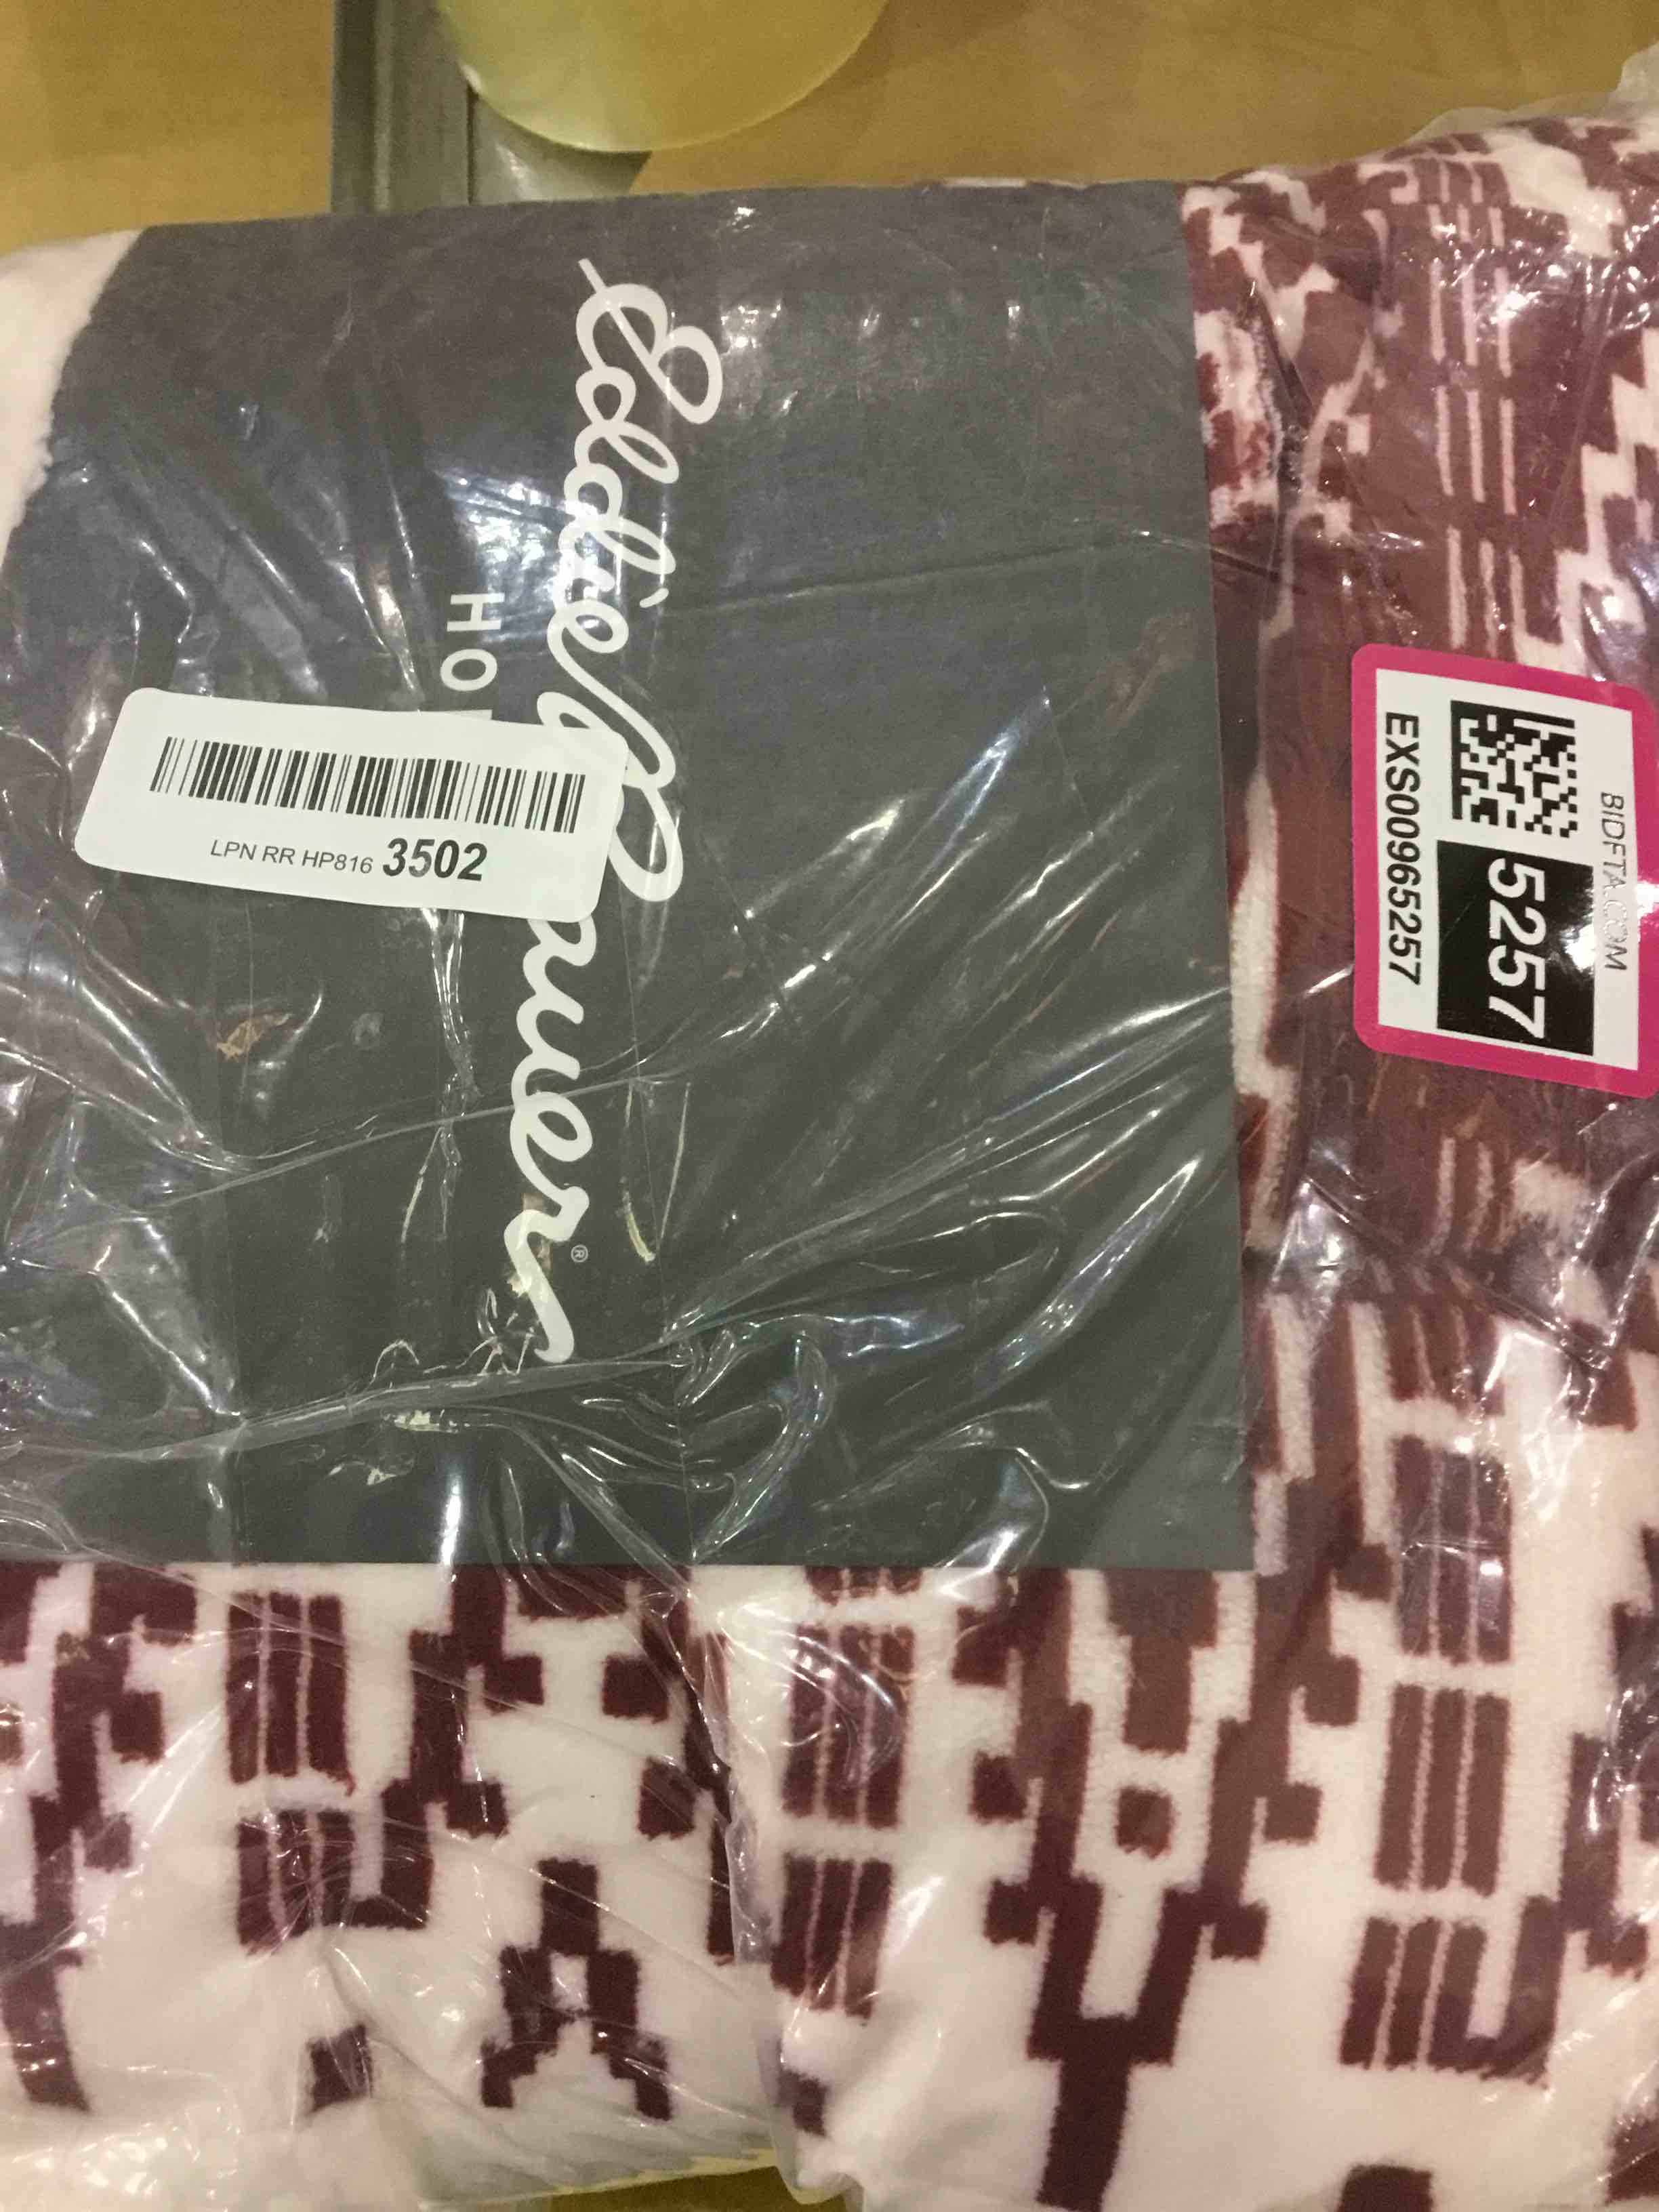 Eddie Bauer
HO
LPN RR HP816 3502
BIDFTA.COM
5257
EXS00965257